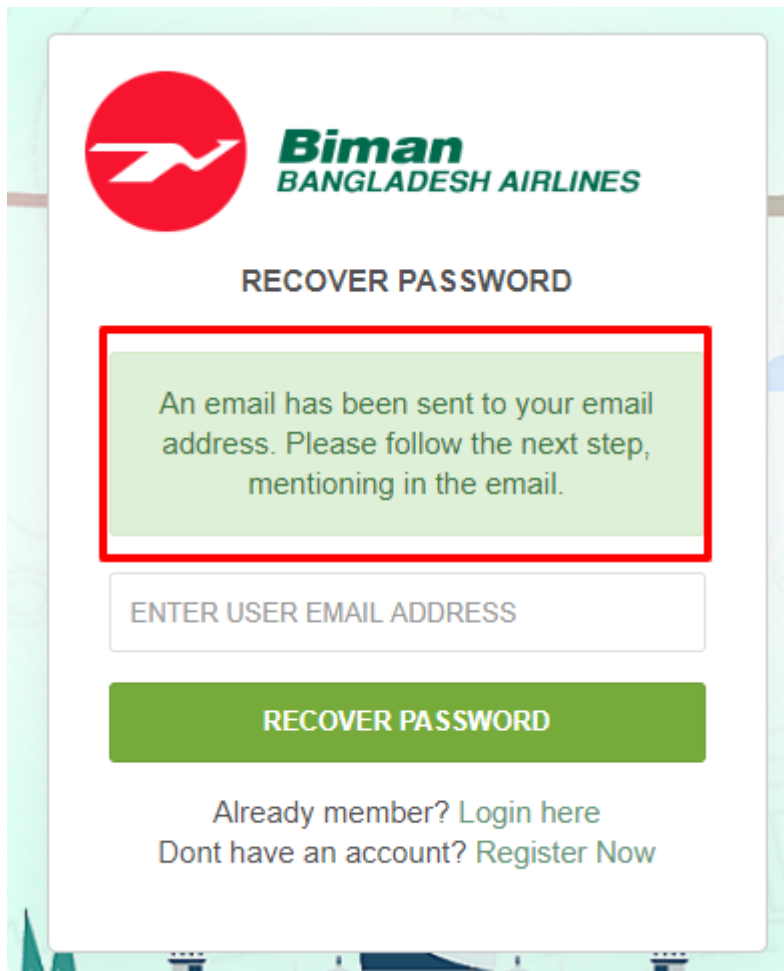 Biman
BANGLADESH AIRLINES
RECOVER PASSWORD
An email has been sent to your email
address. Please follow the next step,
mentioning in the email.
ENTER USER EMAIL ADDRESS
RECOVER PASSWORD
Already member? Login here
Dont have an account? Register Now